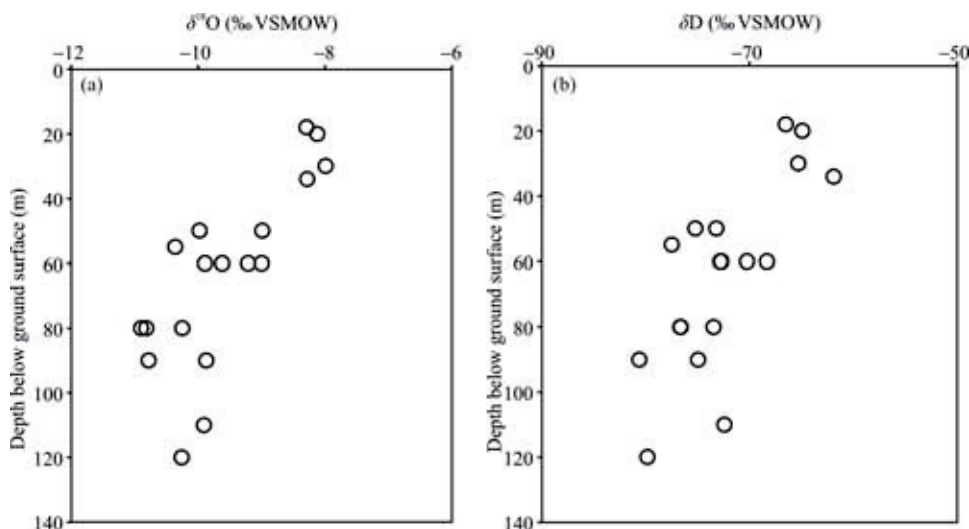 δ¹⁸O (‰ VSMOW)
−12 −10 −8 −6
0
20
40
60
80
100
120
140
(a)
Depth below ground surface (m)
δD (‰ VSMOW)
−90 −70 −50
0
20
40
60
80
100
120
140
(b)
Depth below ground surface (m)